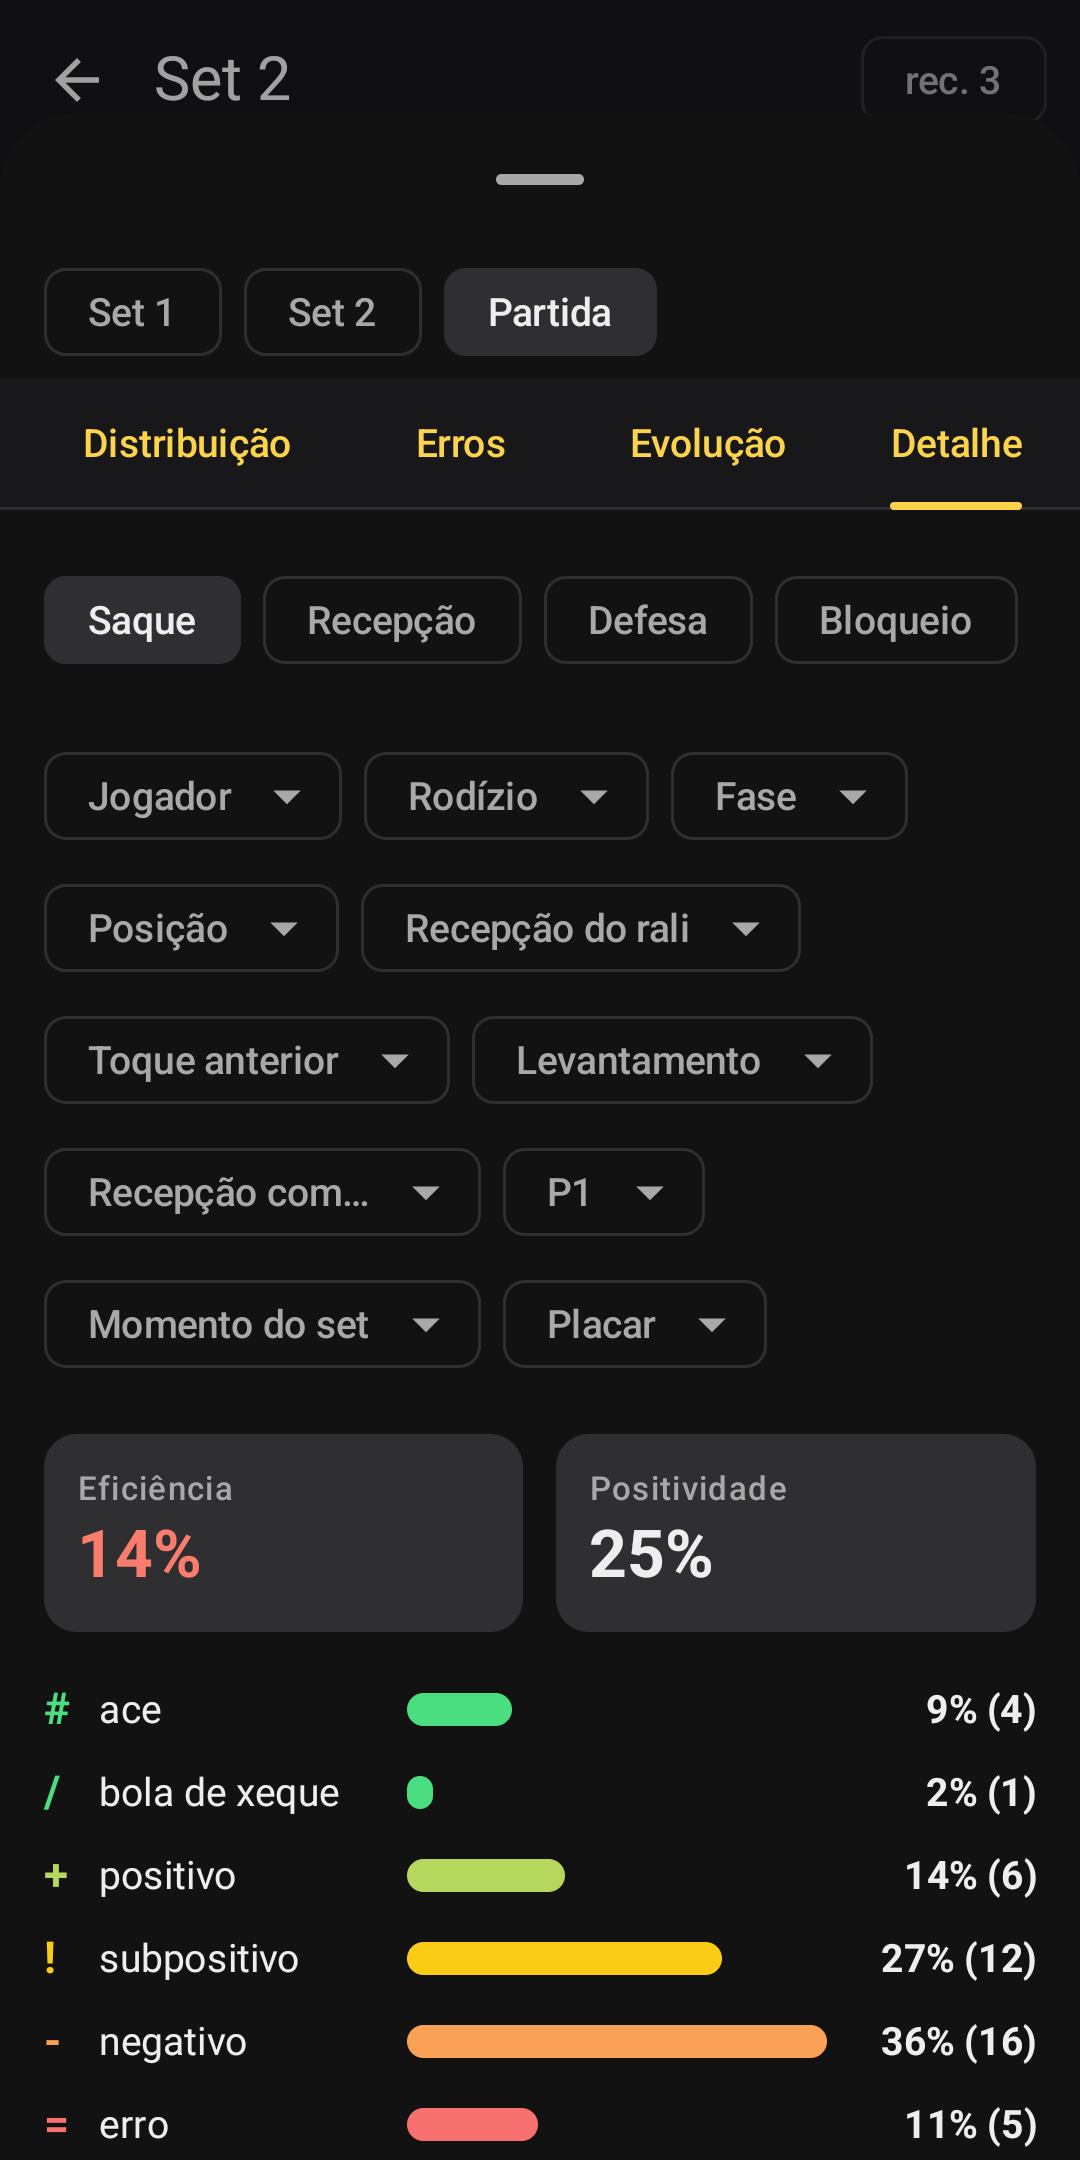 Set 2
rec. 3
Set 1 Set 2 Partida
Distribuição Erros Evolução Detalhe
Saque Recepção Defesa Bloqueio
Jogador Rodízio Fase
Posição Recepção do rali
Toque anterior Levantamento
Recepção com... P1
Momento do set Placar
Eficiência Positividade
14% 25%
# ace 9% (4)
/ bola de xeque 2% (1)
+ positivo 14% (6)
! subpositivo 27% (12)
- negativo 36% (16)
= erro 11% (5)